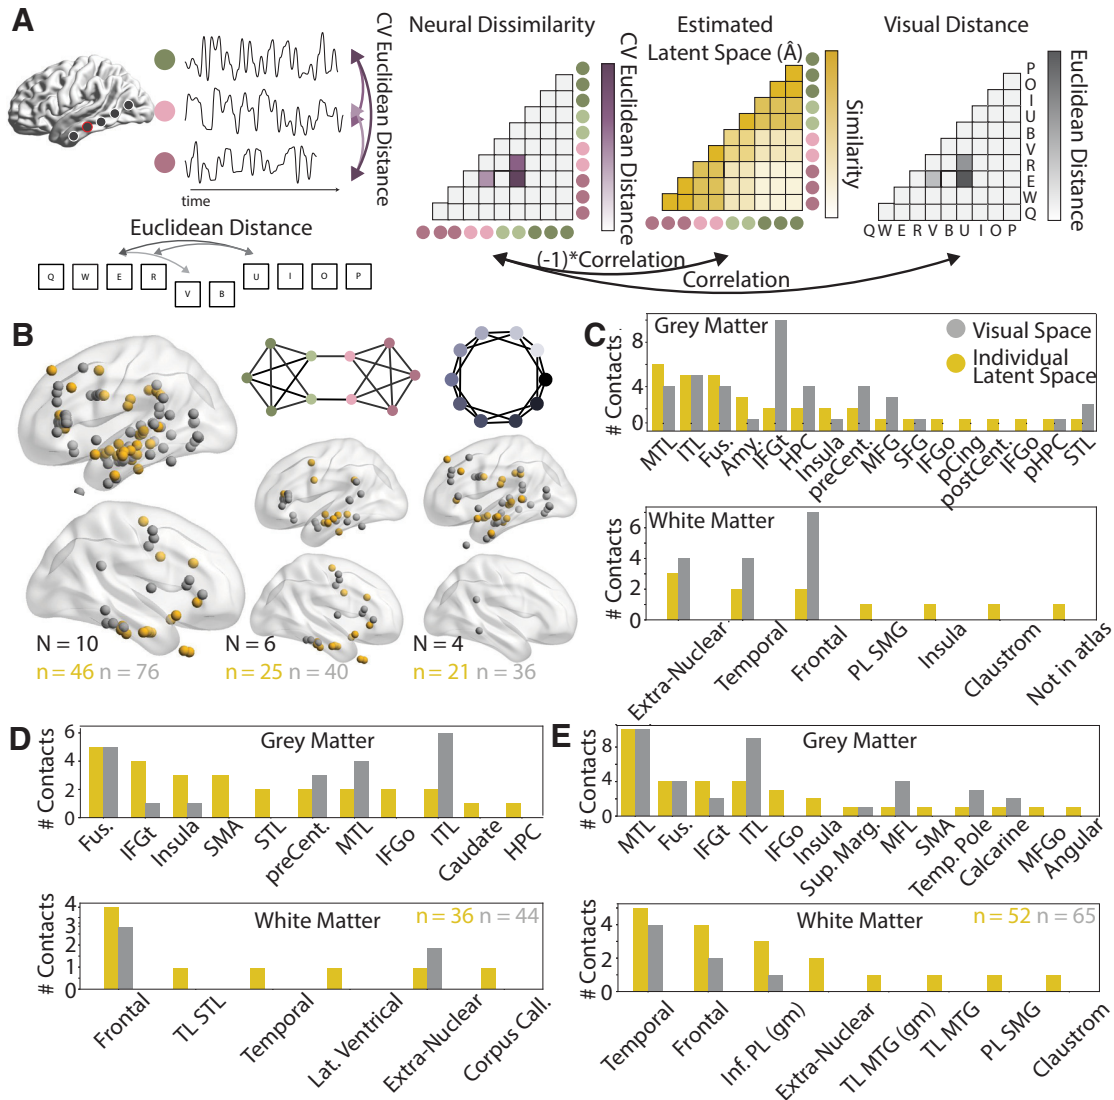 A
time
CV Euclidean Distance
Euclidean Distance
Q W E R V B U I O P
Neural Dissimilarity
CV Euclidean Distance
Estimated
Latent Space (Â)
Similarity
Visual Distance
P
O
I
U
B
V
R
E
W
Q
Q W E R V B U I O P
Euclidean Distance
(-1)*Correlation
Correlation
B
N = 10
n = 46 n = 76
N = 6
n = 25 n = 40
N = 4
n = 21 n = 36
C
Grey Matter
Visual Space
Individual
Latent Space
# Contacts
8
4
0
MTL
ITL
Fus.
Amy.
IFGt
HPC
Insula
preCent.
MFG
SFG
IFGo
pCing
postCent.
IFGo
pHPC
STL
White Matter
# Contacts
6
4
2
0
Extra-Nuclear
Temporal
Frontal
PL SMG
Insula
Claustrom
Not in atlas
D
Grey Matter
# Contacts
6
4
2
0
Fus.
IFGt
Insula
SMA
STL
preCent.
MTL
IFGo
ITL
Caudate
HPC
White Matter
n = 36 n = 44
# Contacts
4
3
2
1
0
Frontal
TL STL
Temporal
Lat. Ventrical
Extra-Nuclear
Corpus Call.
E
Grey Matter
# Contacts
8
4
0
MTL
Fus.
IFGt
ITL
IFGo
Insula
Sup. Marg.
MFL
SMA
Temp. Pole
Calcarine
MFGo
Angular
White Matter
n = 52 n = 65
# Contacts
4
2
0
Temporal
Frontal
Inf. PL (gm)
Extra-Nuclear
TL MTG (gm)
TL MTG
PL SMG
Claustrom